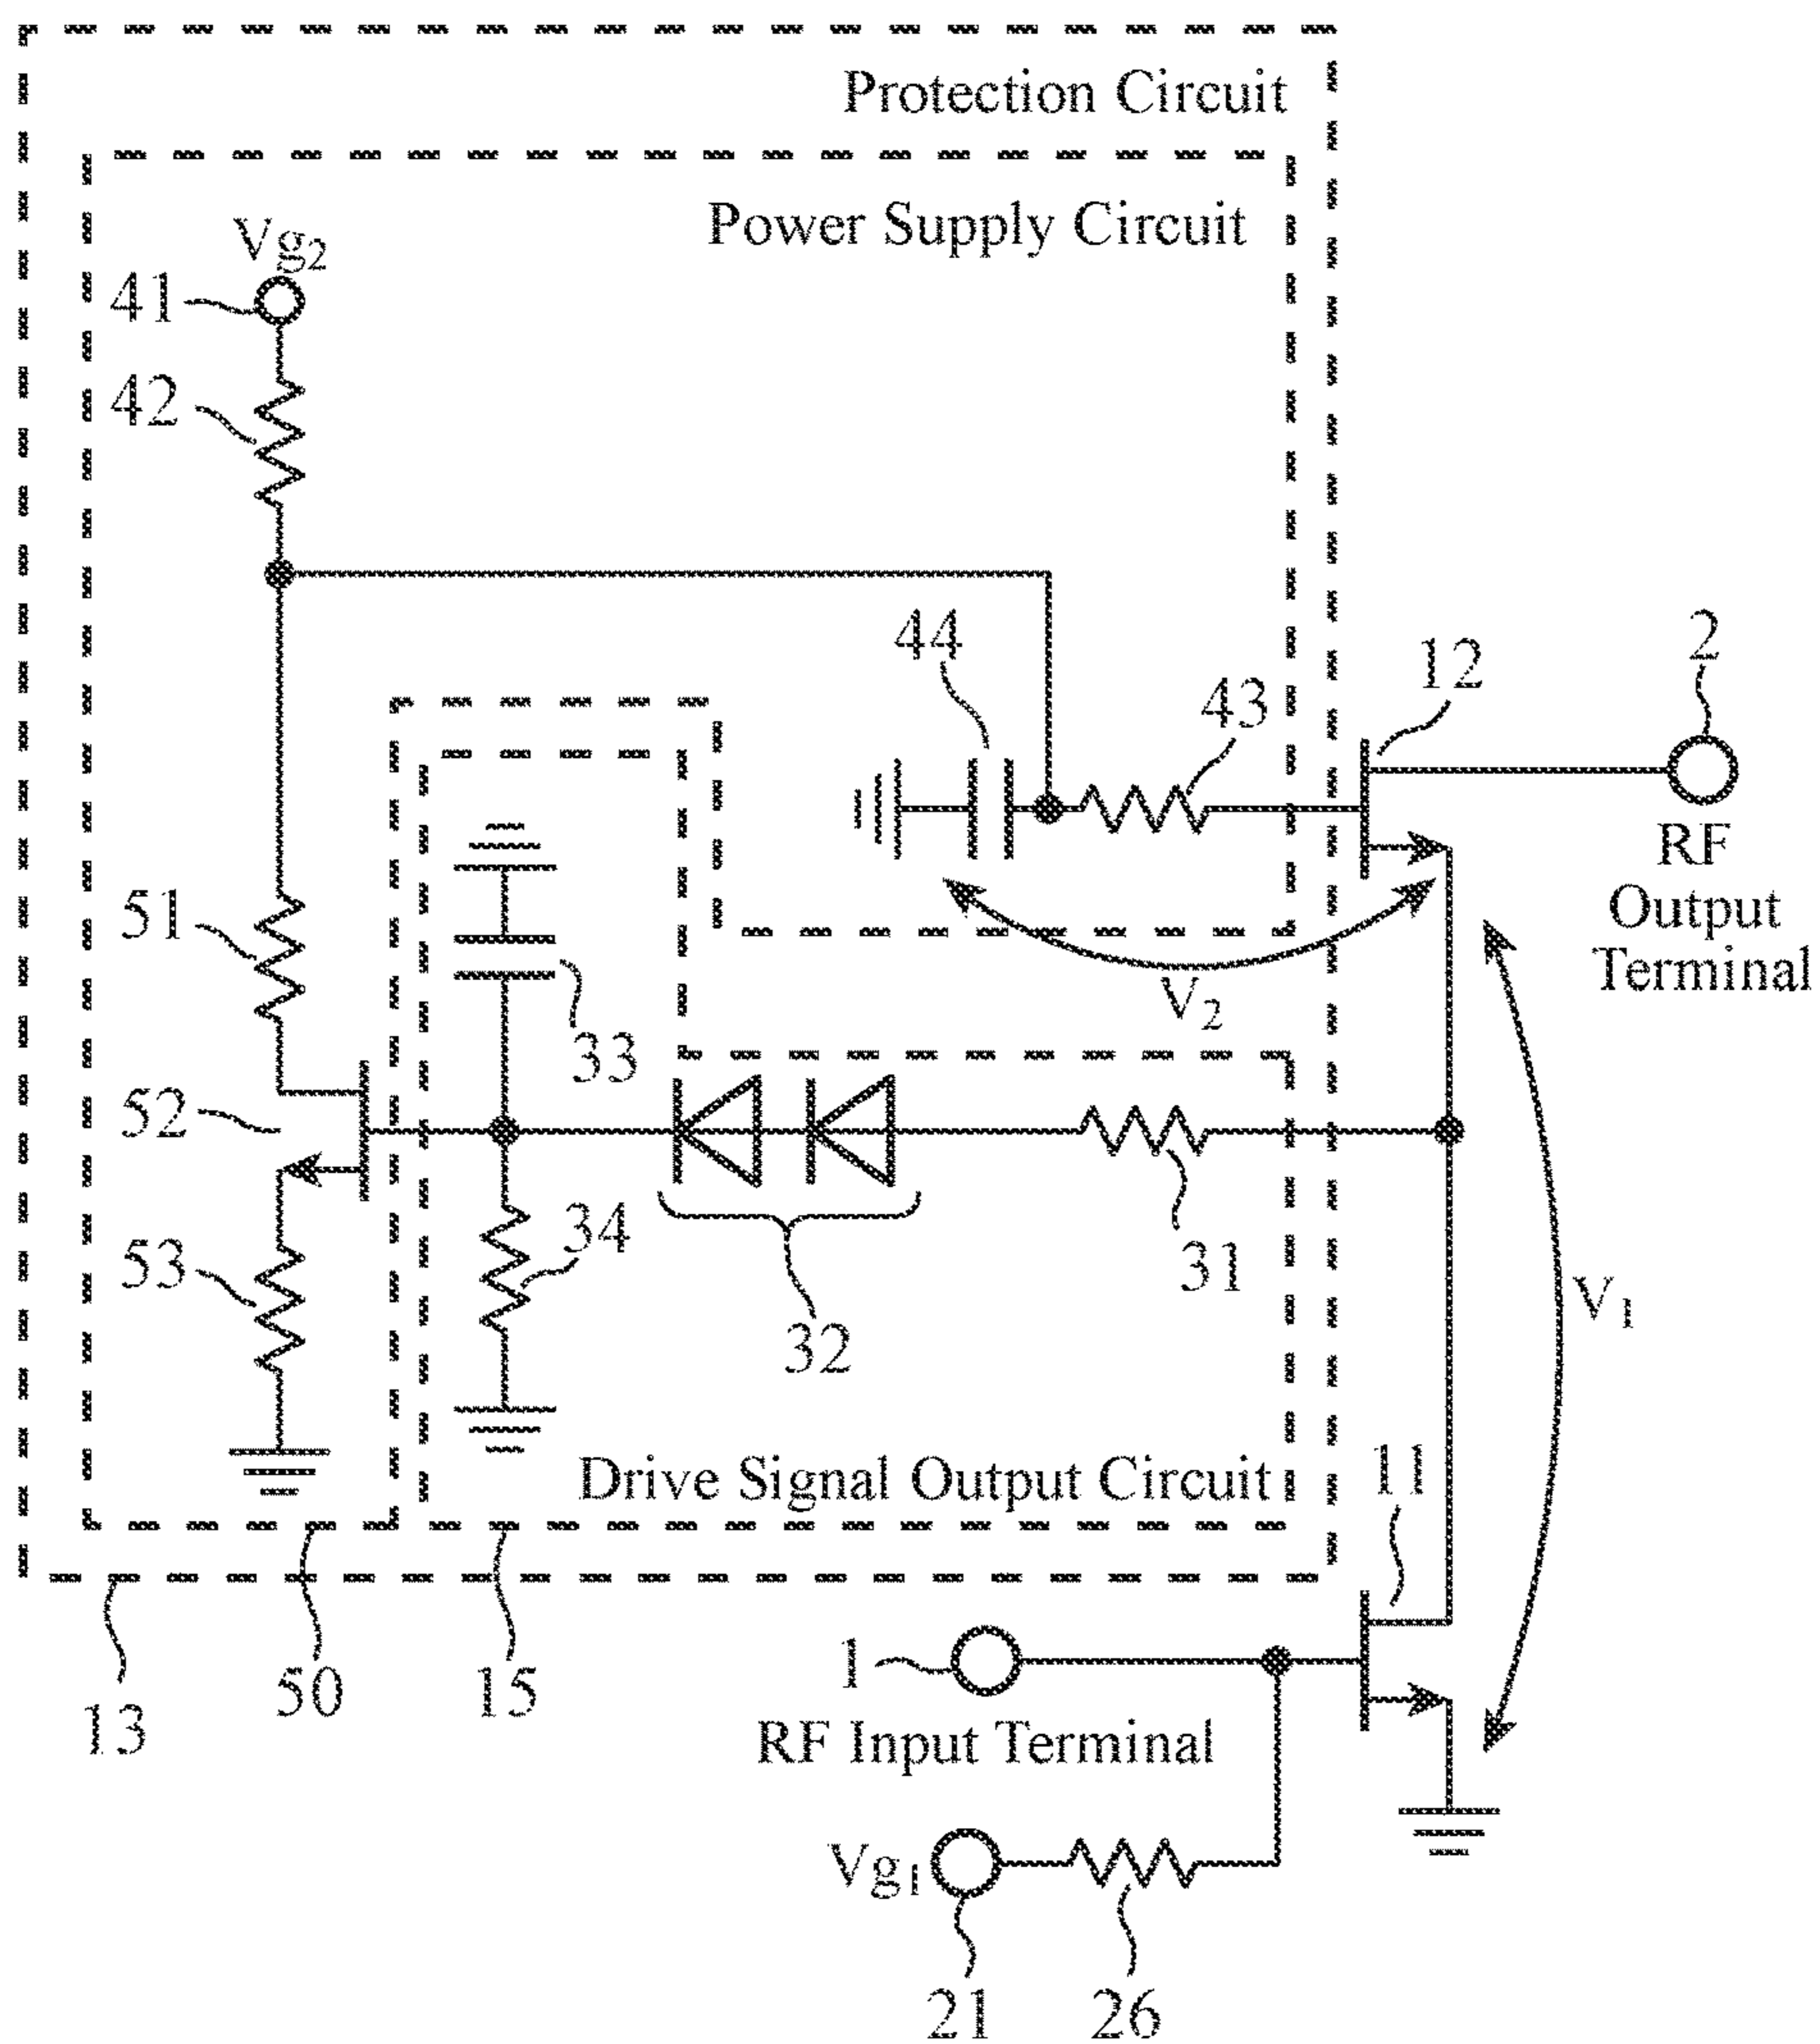 Protection Circuit
Power Supply Circuit
Vg2
41
42
44
43
12
2
RF
Output
Terminal
51
33
V2
52
34
31
53
32
V1
Drive Signal Output Circuit
11
13
50
15
1
RF Input Terminal
Vg1
21
26